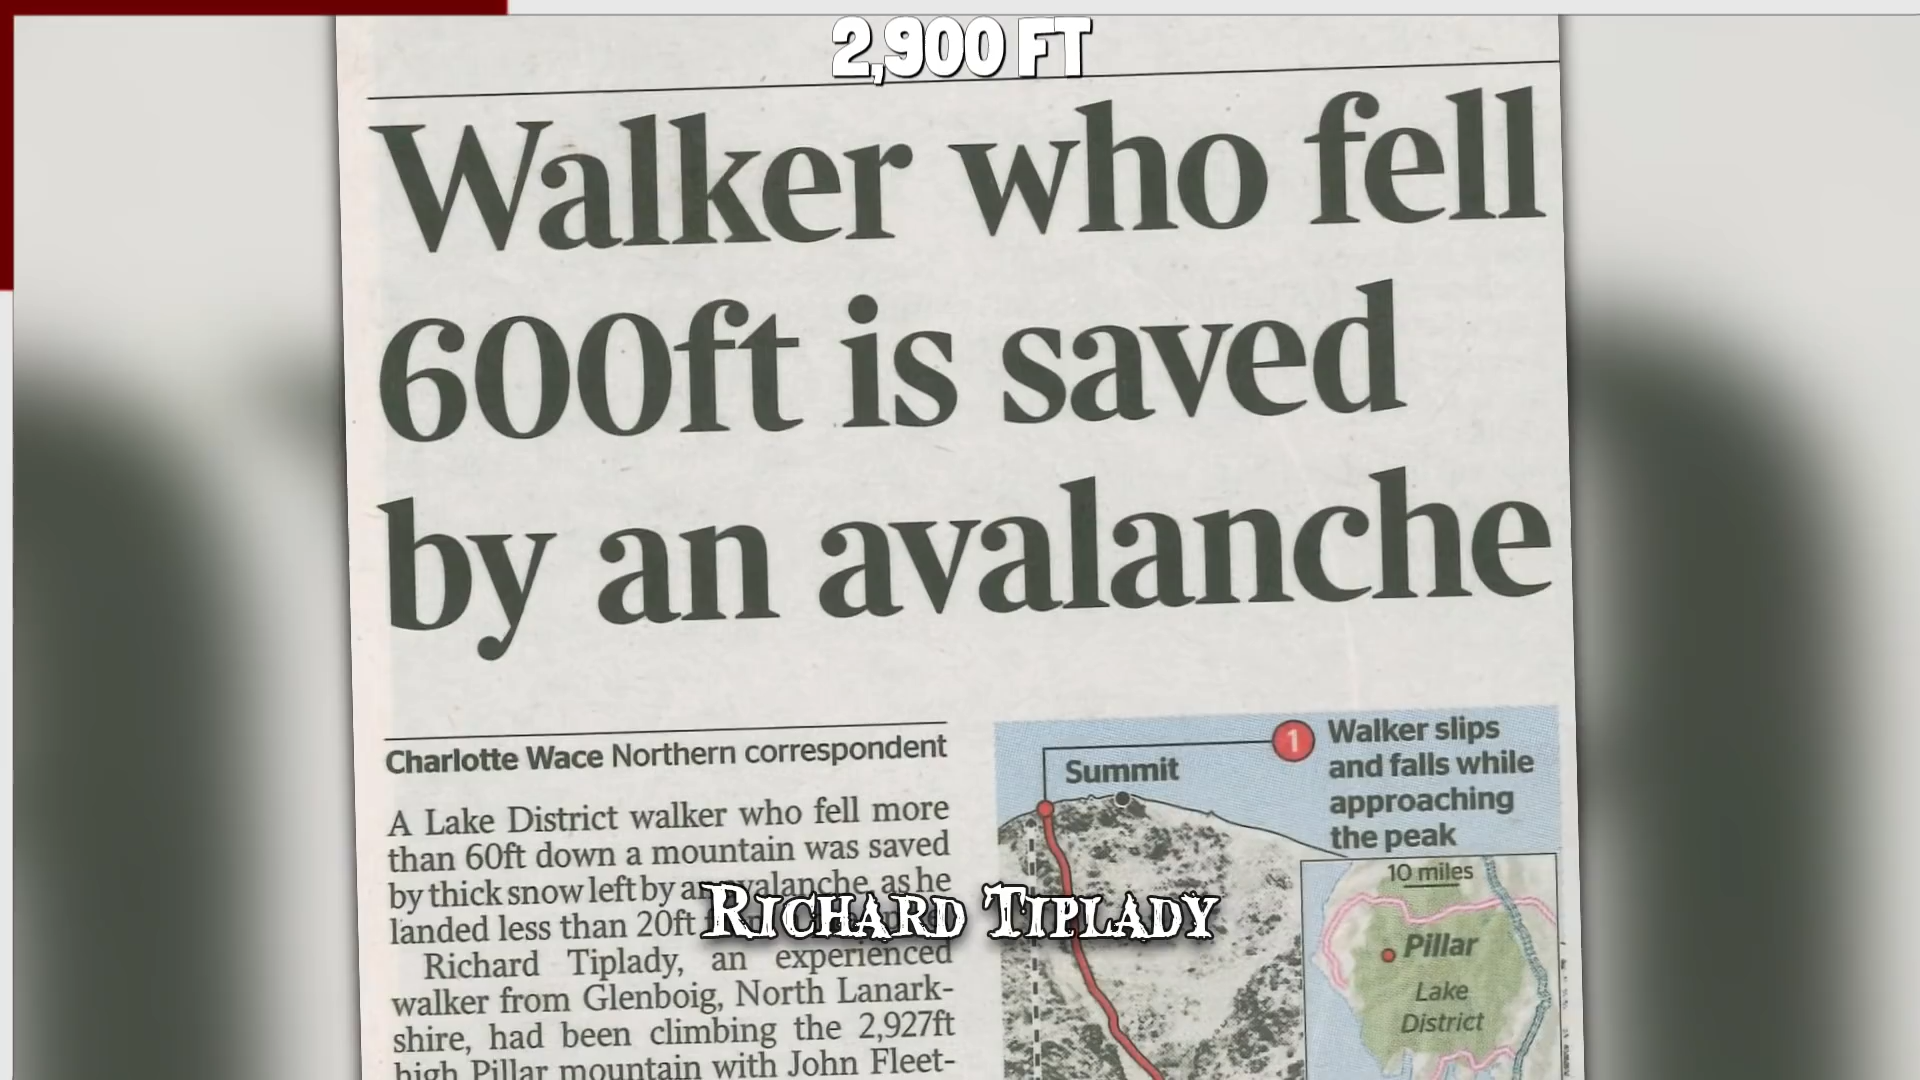 2,900 FT
Walker who fell
600ft is saved
by an avalanche
Charlotte Wace Northern correspondent
A Lake District walker who fell more
than 60ft down a mountain was saved
by thick snow left by an avalanche, as he
landed less than 20ft
Richard Tiplady, an experienced
walker from Glenboig, North Lanark-
shire, had been climbing the 2,927ft
high Pillar mountain with John Fleet-
RICHARD TIPLADY
Summit
1
Walker slips
and falls while
approaching
the peak
10 miles
Pillar
Lake
District